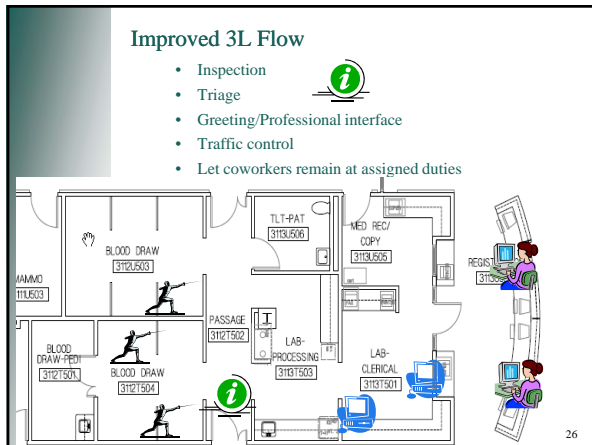 Improved 3L Flow
• Inspection
• Triage
• Greeting/Professional interface
• Traffic control
• Let coworkers remain at assigned duties
TLT-PAT
3113U506
MED REC/
COPY
3113U505
BLOOD DRAW
3112U503
MAMMO
111U503
REGIST
PASSAGE
3112T502
BLOOD
DRAW-PEDI
3112T501
BLOOD DRAW
3112T504
LAB-
PROCESSING
3113T503
LAB-
CLERICAL
3113T501
26